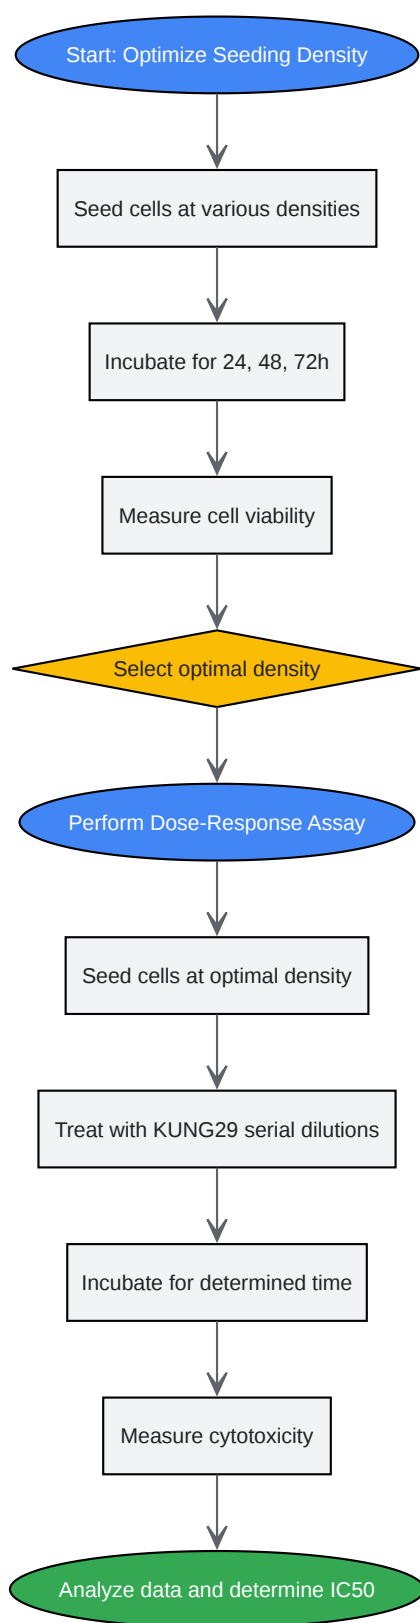 Start: Optimize Seeding Density
Seed cells at various densities
Incubate for 24, 48, 72h
Measure cell viability
Select optimal density
Perform Dose-Response Assay
Seed cells at optimal density
Treat with KUNG29 serial dilutions
Incubate for determined time
Measure cytotoxicity
Analyze data and determine IC50